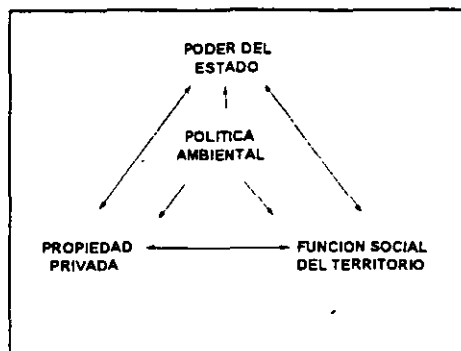 PODER DEL
ESTADO
POLITICA
AMBIENTAL
PROPIEDAD
PRIVADA
FUNCION SOCIAL
DEL TERRITORIO